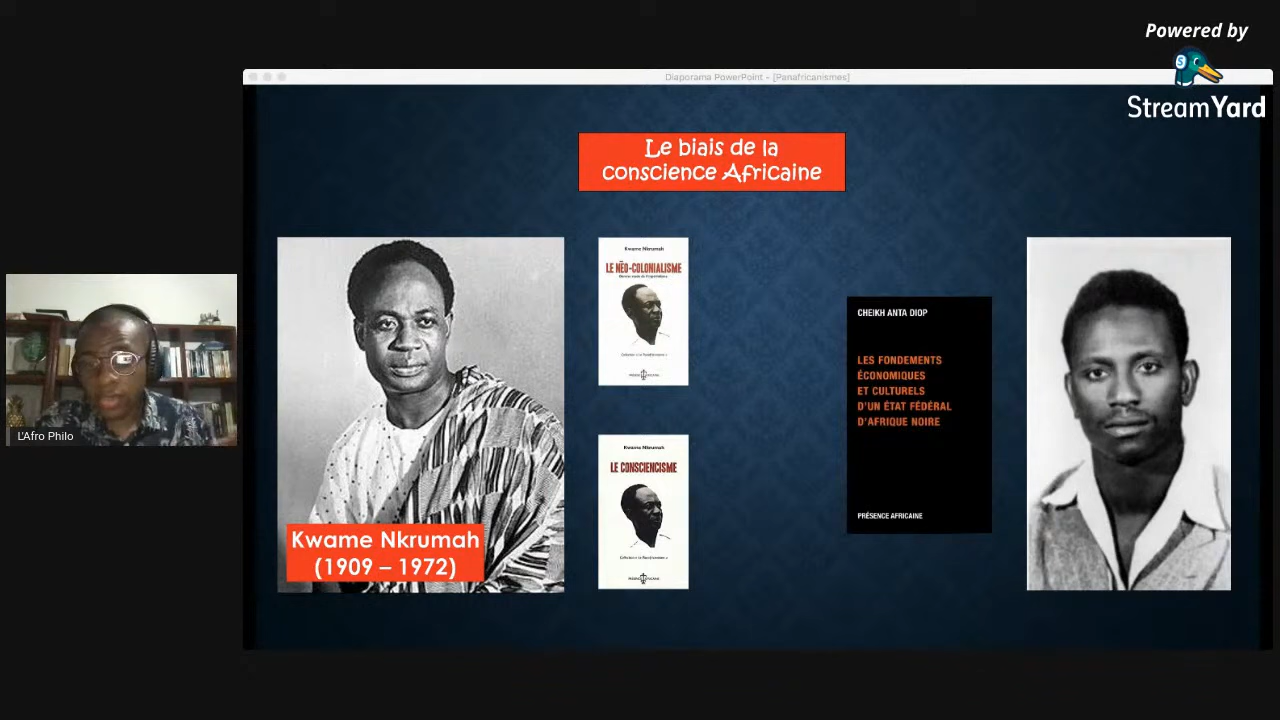 Powered by
StreamYard
Diaporama PowerPoint - [Panafricanismes]
Le biais de la
conscience Africaine
Kwame Nkrumah
LE NÉO-COLONIALISME
Kwame Nkrumah
LE CONSCIENCISME
Kwame Nkrumah
(1909 – 1972)
CHEIKH ANTA DIOP
LES FONDEMENTS
ÉCONOMIQUES
ET CULTURELS
D'UN ÉTAT FÉDÉRAL
D'AFRIQUE NOIRE
PRÉSENCE AFRICAINE
L'Afro Philo